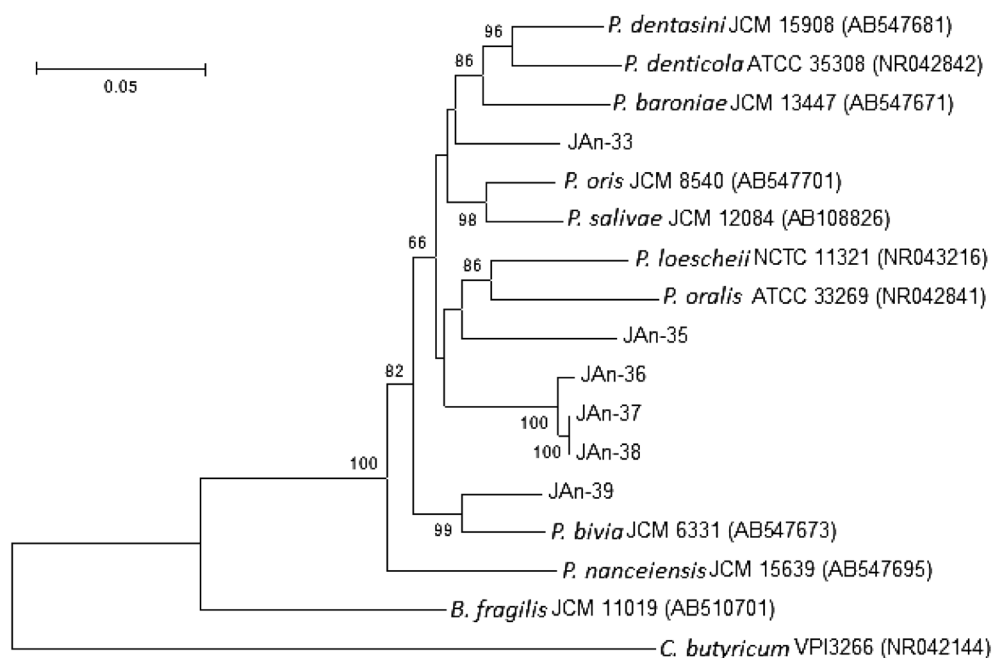 96
P. dentasini JCM 15908 (AB547681)
86
P. denticola ATCC 35308 (NR042842)
0.05
P. baroniae JCM 13447 (AB547671)
JAn-33
P. oris JCM 8540 (AB547701)
98
P. salivae JCM 12084 (AB108826)
66
P. loescheii NCTC 11321 (NR043216)
86
P. oralis ATCC 33269 (NR042841)
JAn-35
82
JAn-36
JAn-37
100
JAn-38
100
100
JAn-39
99
P. bivia JCM 6331 (AB547673)
P. nanceiensis JCM 15639 (AB547695)
B. fragilis JCM 11019 (AB510701)
C. butyricum VPI3266 (NR042144)